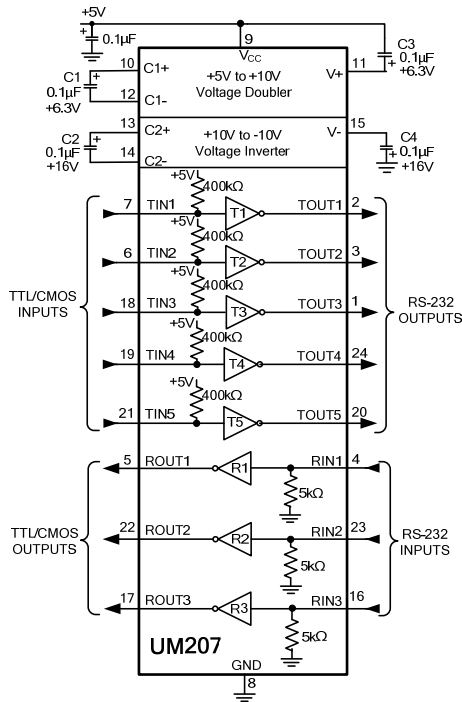 +5V
+
0.1µF
9
VCC
+5V to +10V
Voltage Doubler
10
C1+
C1
0.1µF
+6.3V
+
12
C1-
11
V+
C3
0.1µF
+6.3V
+
13
C2+
C2
0.1µF
+16V
+
14
C2-
+10V to -10V
Voltage Inverter
15
V-
C4
0.1µF
+16V
+
+5V
400kΩ
7
TIN1
T1
TOUT1
2
+5V
400kΩ
6
TIN2
T2
TOUT2
3
+5V
400kΩ
18
TIN3
T3
TOUT3
1
+5V
400kΩ
19
TIN4
T4
TOUT4
24
+5V
400kΩ
21
TIN5
T5
TOUT5
20
TTL/CMOS
INPUTS
RS-232
OUTPUTS
5
ROUT1
R1
RIN1
4
5kΩ
22
ROUT2
R2
RIN2
23
5kΩ
17
ROUT3
R3
RIN3
16
5kΩ
TTL/CMOS
OUTPUTS
RS-232
INPUTS
UM207
GND
8